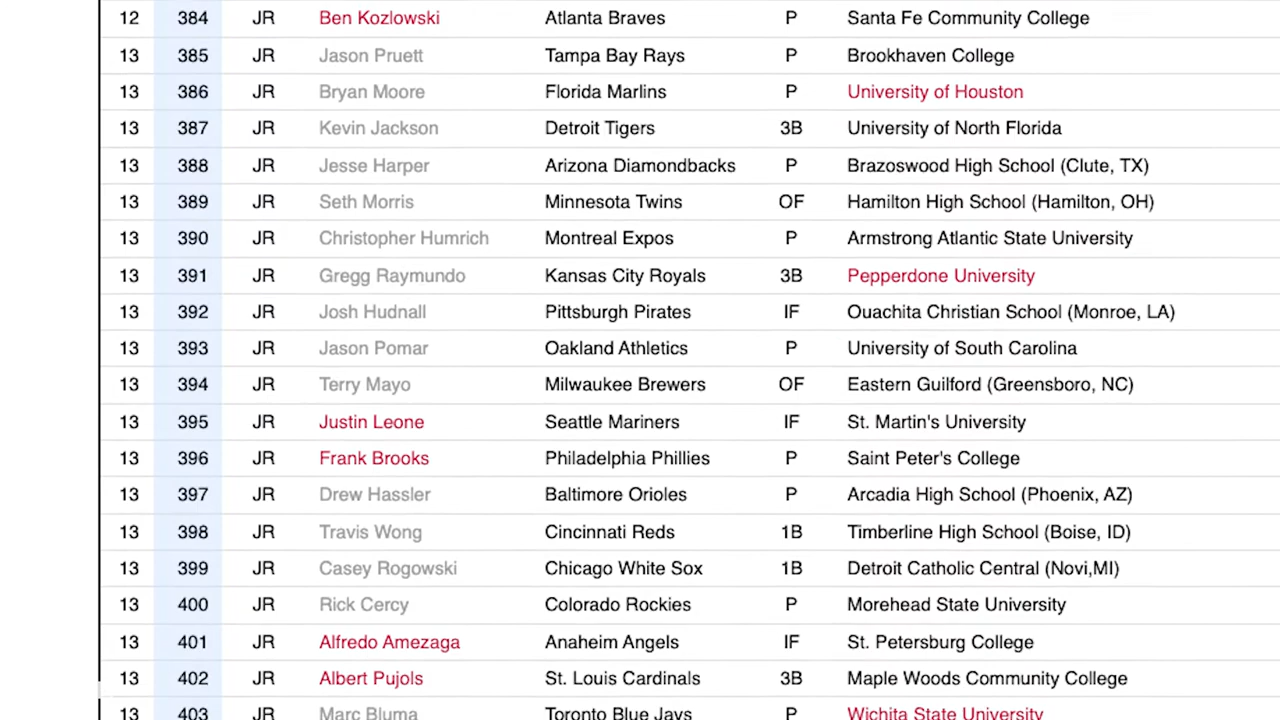 12 384 JR Ben Kozlowski Atlanta Braves P Santa Fe Community College
13 385 JR Jason Pruett Tampa Bay Rays P Brookhaven College
13 386 JR Bryan Moore Florida Marlins P University of Houston
13 387 JR Kevin Jackson Detroit Tigers 3B University of North Florida
13 388 JR Jesse Harper Arizona Diamondbacks P Brazoswood High School (Clute, TX)
13 389 JR Seth Morris Minnesota Twins OF Hamilton High School (Hamilton, OH)
13 390 JR Christopher Humrich Montreal Expos P Armstrong Atlantic State University
13 391 JR Gregg Raymundo Kansas City Royals 3B Pepperdone University
13 392 JR Josh Hudnall Pittsburgh Pirates IF Ouachita Christian School (Monroe, LA)
13 393 JR Jason Pomar Oakland Athletics P University of South Carolina
13 394 JR Terry Mayo Milwaukee Brewers OF Eastern Guilford (Greensboro, NC)
13 395 JR Justin Leone Seattle Mariners IF St. Martin's University
13 396 JR Frank Brooks Philadelphia Phillies P Saint Peter's College
13 397 JR Drew Hassler Baltimore Orioles P Arcadia High School (Phoenix, AZ)
13 398 JR Travis Wong Cincinnati Reds 1B Timberline High School (Boise, ID)
13 399 JR Casey Rogowski Chicago White Sox 1B Detroit Catholic Central (Novi,MI)
13 400 JR Rick Cercy Colorado Rockies P Morehead State University
13 401 JR Alfredo Amezaga Anaheim Angels IF St. Petersburg College
13 402 JR Albert Pujols St. Louis Cardinals 3B Maple Woods Community College
13 403 JR Marc Bluma Toronto Blue Jays P Wichita State University